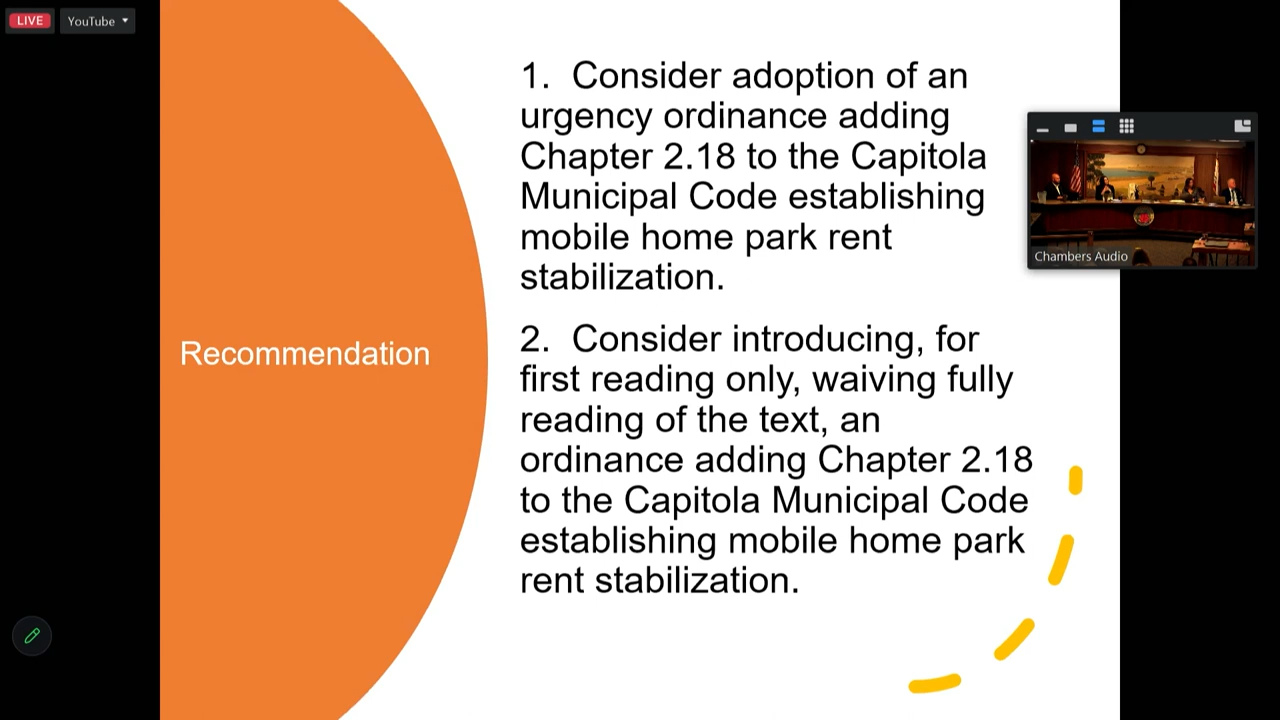 LIVE
YouTube
1. Consider adoption of an
urgency ordinance adding
Chapter 2.18 to the Capitola
Municipal Code establishing
mobile home park rent
stabilization.
Chambers Audio
Recommendation
2. Consider introducing, for
first reading only, waiving fully
reading of the text, an
ordinance adding Chapter 2.18
to the Capitola Municipal Code
establishing mobile home park
rent stabilization.